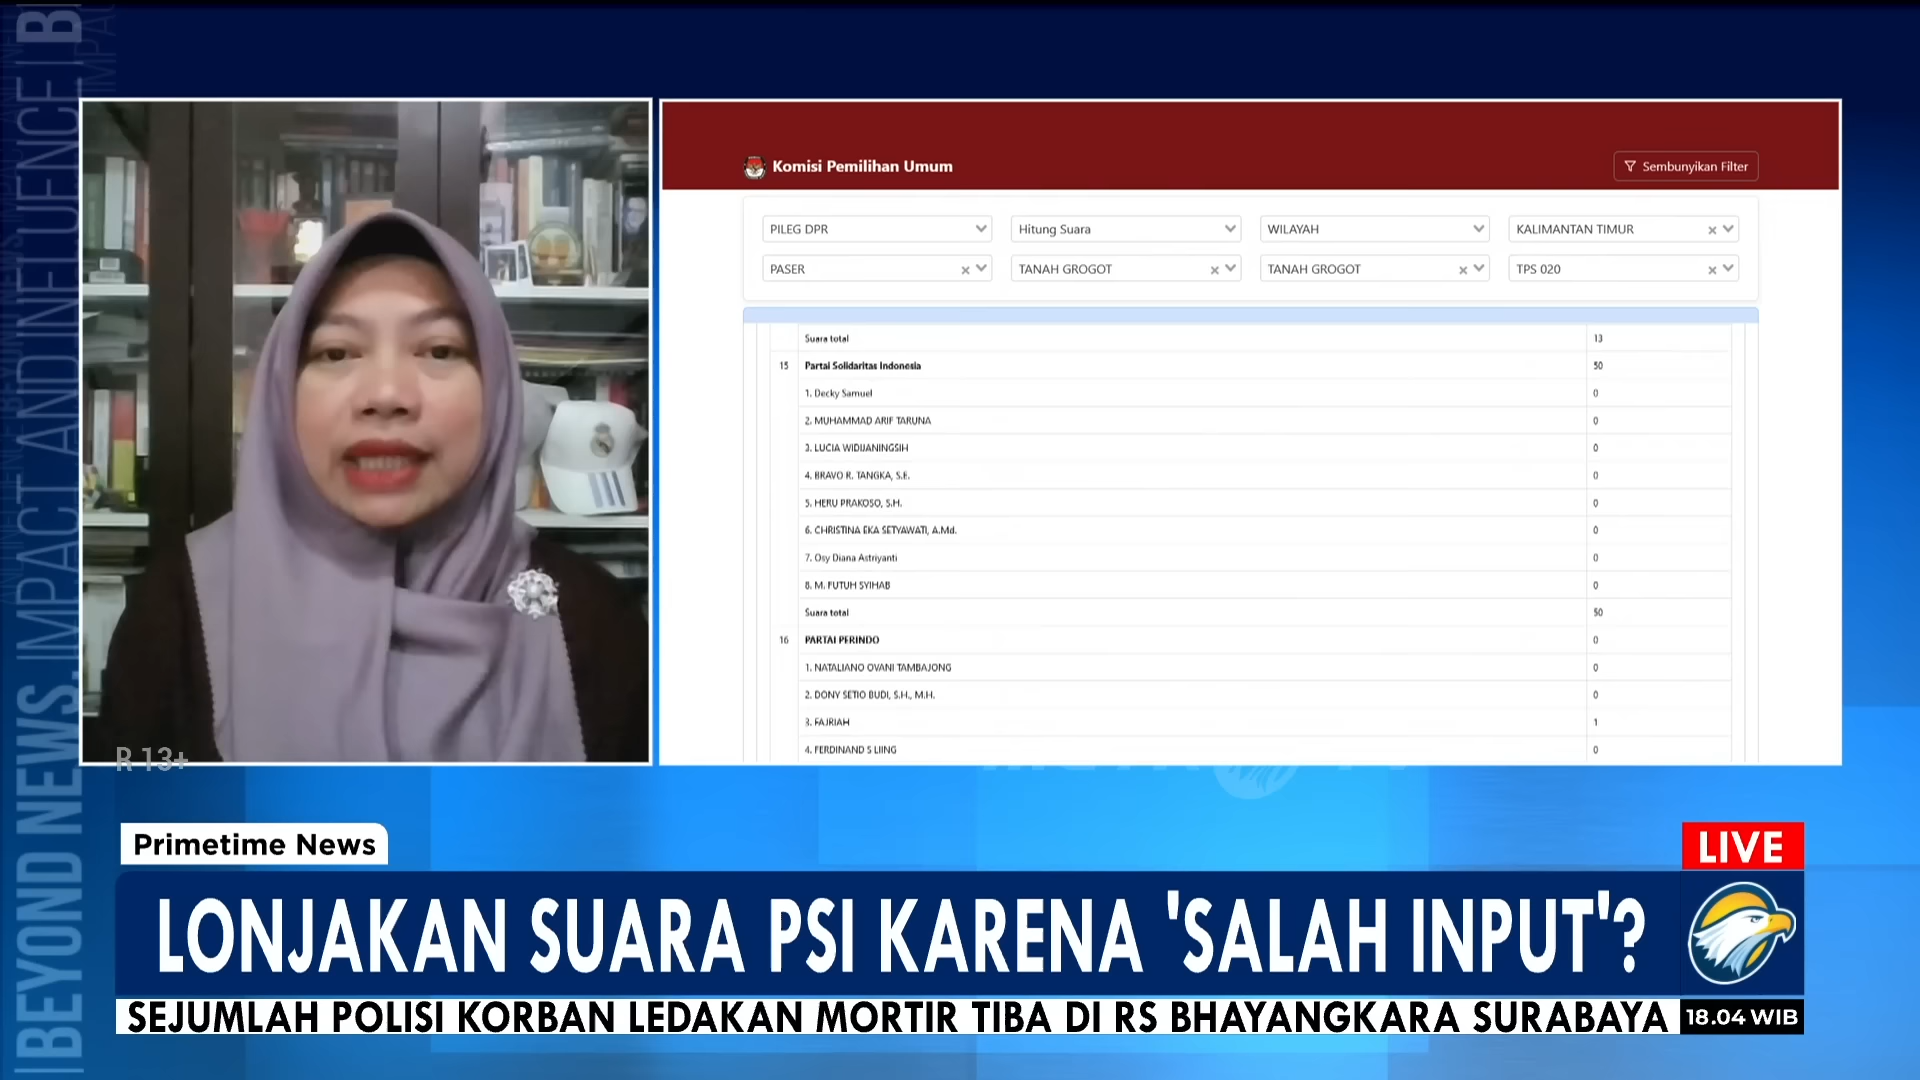 BEYOND NEWS, IMPACT AND INFLUENCE | B
Komisi Pemilihan Umum
Sembunyikan Filter
PILEG DPR
Hitung Suara
WILAYAH
KALIMANTAN TIMUR
PASER
TANAH GROGOT
TANAH GROGOT
TPS 020
Suara total 13
15 Partai Solidaritas Indonesia 50
1. Decky Samuel 0
2. MUHAMMAD ARIF TARUNA 0
3. LUCIA WIDIJANINGSIH 0
4. BRAVO R. TANGKA, S.E. 0
5. HERU PRAKOSO, S.H. 0
6. CHRISTINA EKA SETYAWATI, A.Md. 0
7. Osy Diana Astriyanti 0
8. M. FUTUH SYIHAB 0
Suara total 50
16 PARTAI PERINDO 0
1. NATALIANO OVANI TAMBAJONG 0
2. DONY SETIO BUDI, S.H., M.H. 0
3. FAJRIAH 1
4. FERDINAND S LIING 0
R 13+
Primetime News
LIVE
LONJAKAN SUARA PSI KARENA 'SALAH INPUT'?
SEJUMLAH POLISI KORBAN LEDAKAN MORTIR TIBA DI RS BHAYANGKARA SURABAYA
18.04 WIB